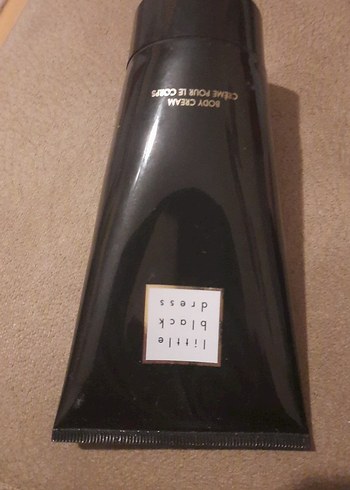 little
black
dress
BODY CREAM
CRÈME POUR LE CORPS